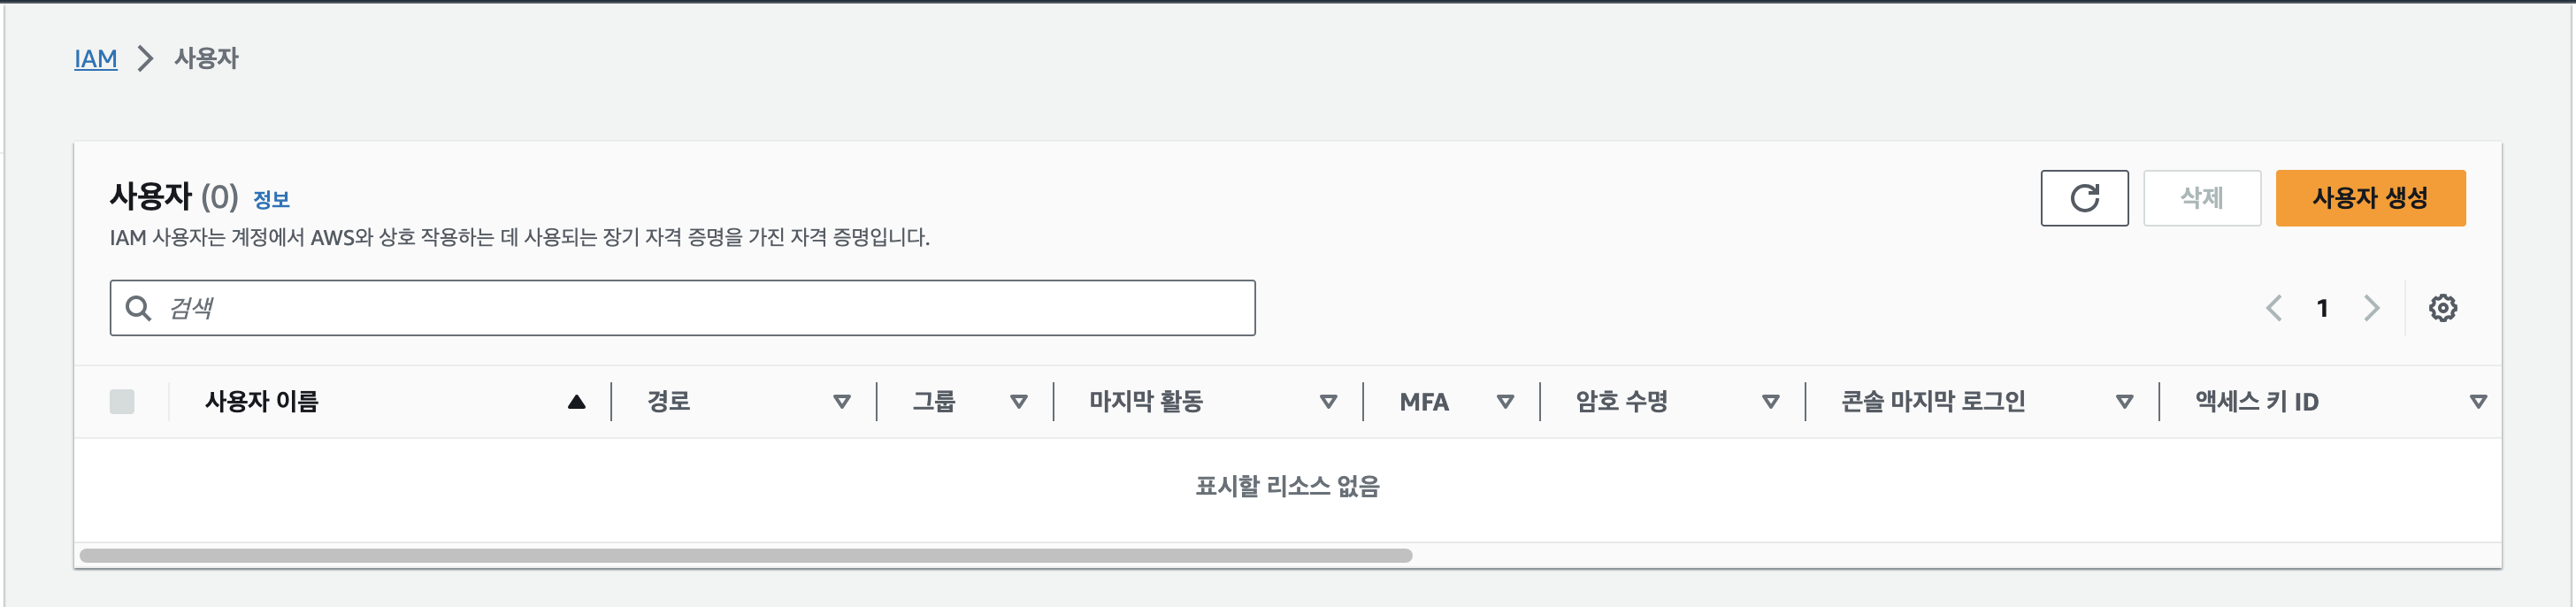 IAM > 사용자
사용자 (0) 정보
삭제 사용자 생성
IAM 사용자는 계정에서 AWS와 상호 작용하는 데 사용되는 장기 자격 증명을 가진 자격 증명입니다.
검색
1
사용자 이름 경로 그룹 마지막 활동 MFA 암호 수명 콘솔 마지막 로그인 액세스 키 ID
표시할 리소스 없음